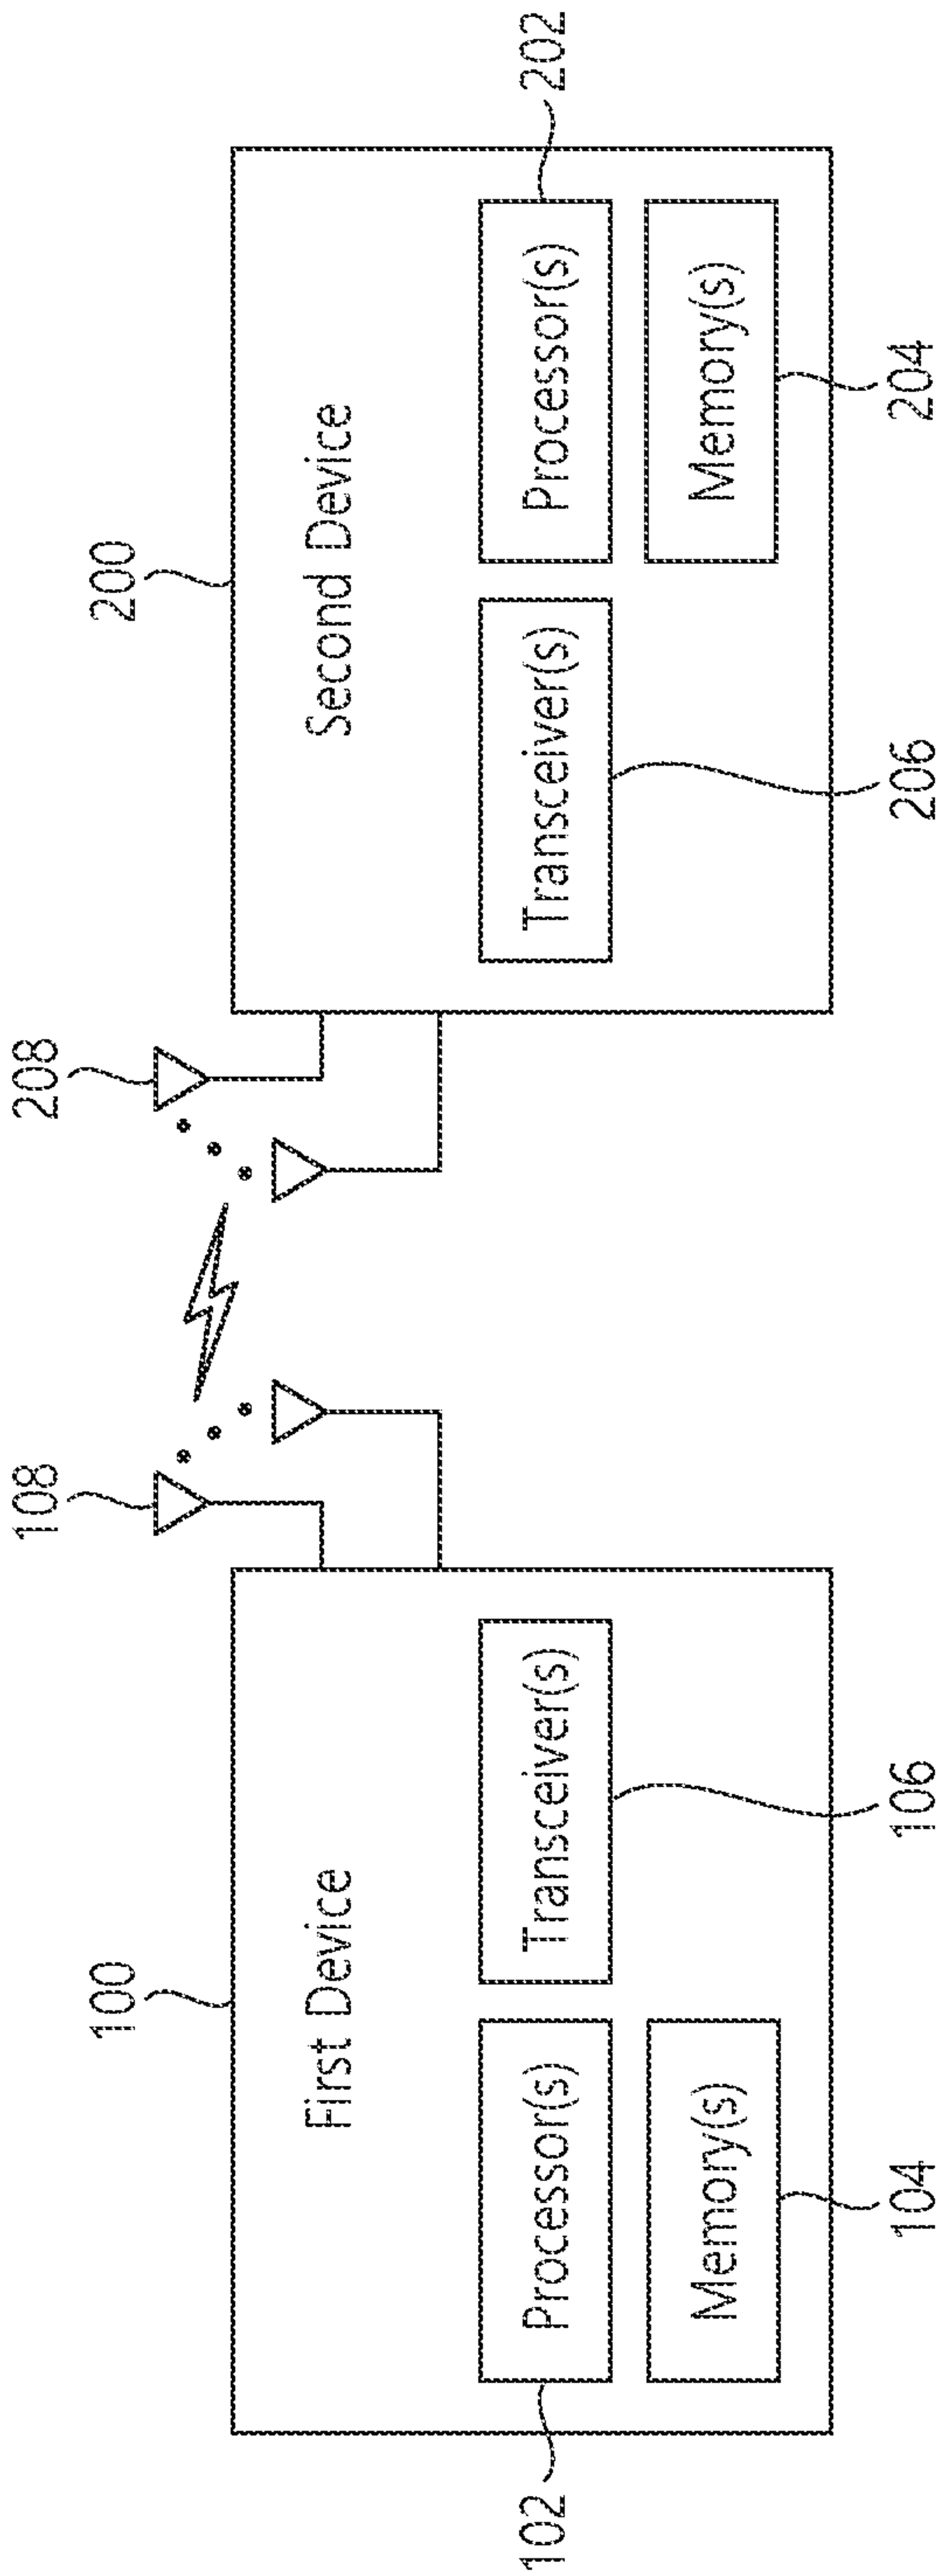 108
208
100
200
First Device
Second Device
102
Processor(s)
Transceiver(s)
Transceiver(s)
Processor(s)
202
Memory(s)
Memory(s)
104
106
206
204